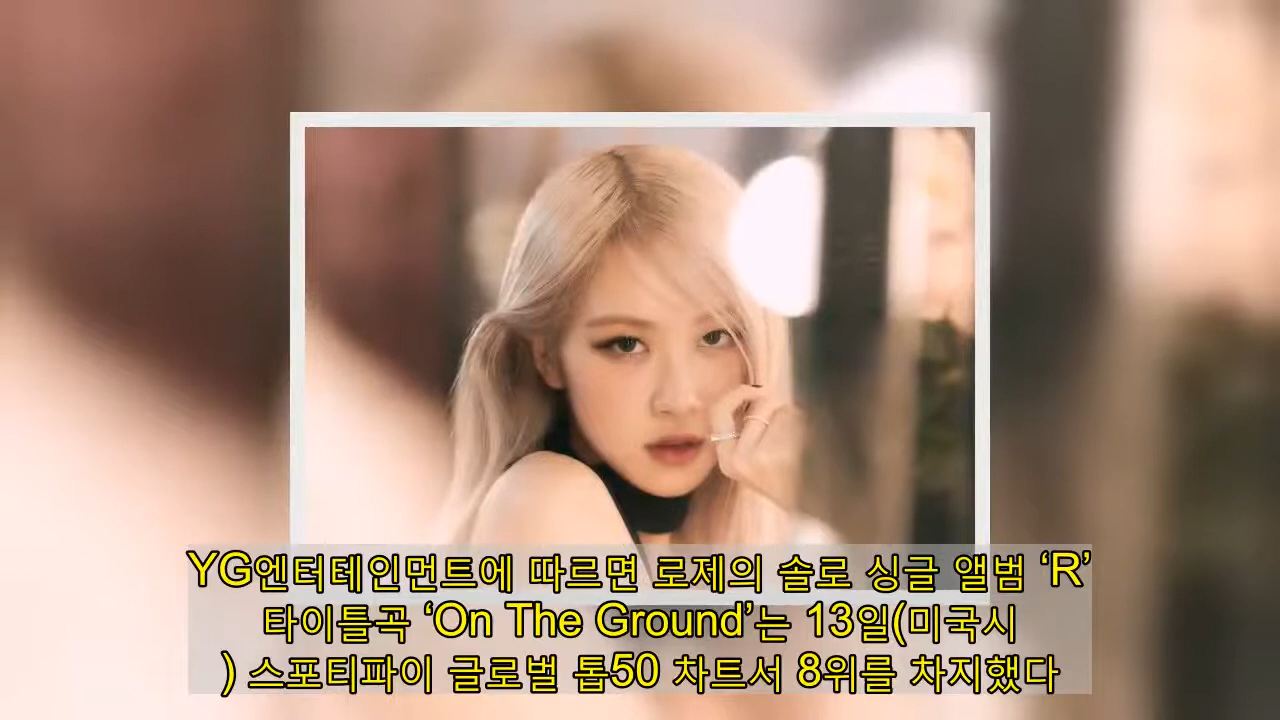 YG엔터테인먼트에 따르면 로제의 솔로 싱글 앨범 ‘R’
타이틀곡 ‘On The Ground’는 13일(미국시
) 스포티파이 글로벌 톱50 차트서 8위를 차지했다